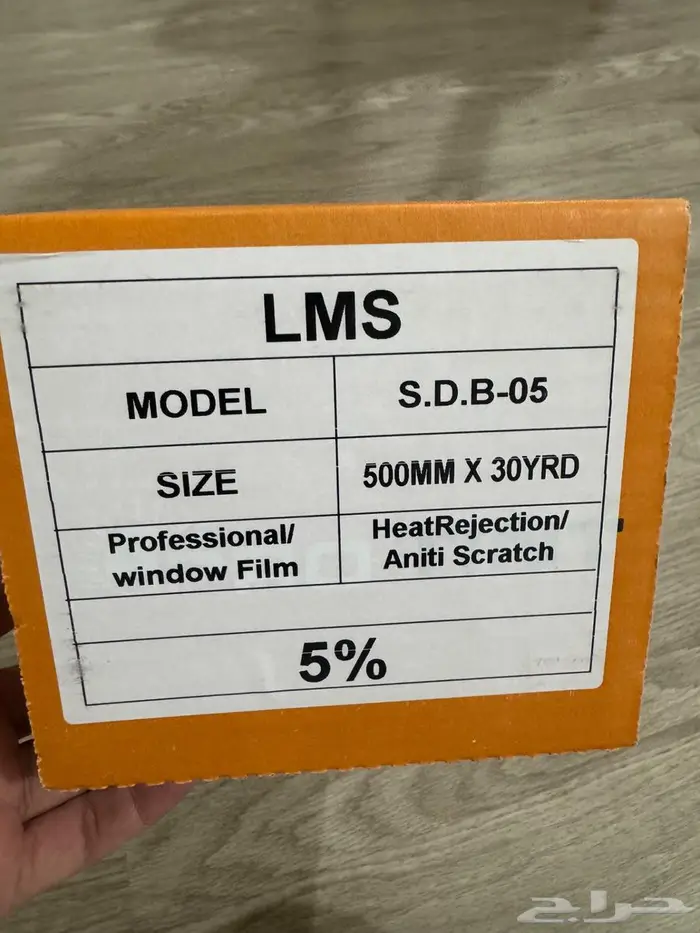 LMS
MODEL
S.D.B-05
SIZE
500MM X 30YRD
Professional/
window Film
HeatRejection/
Aniti Scratch
5%
حراج